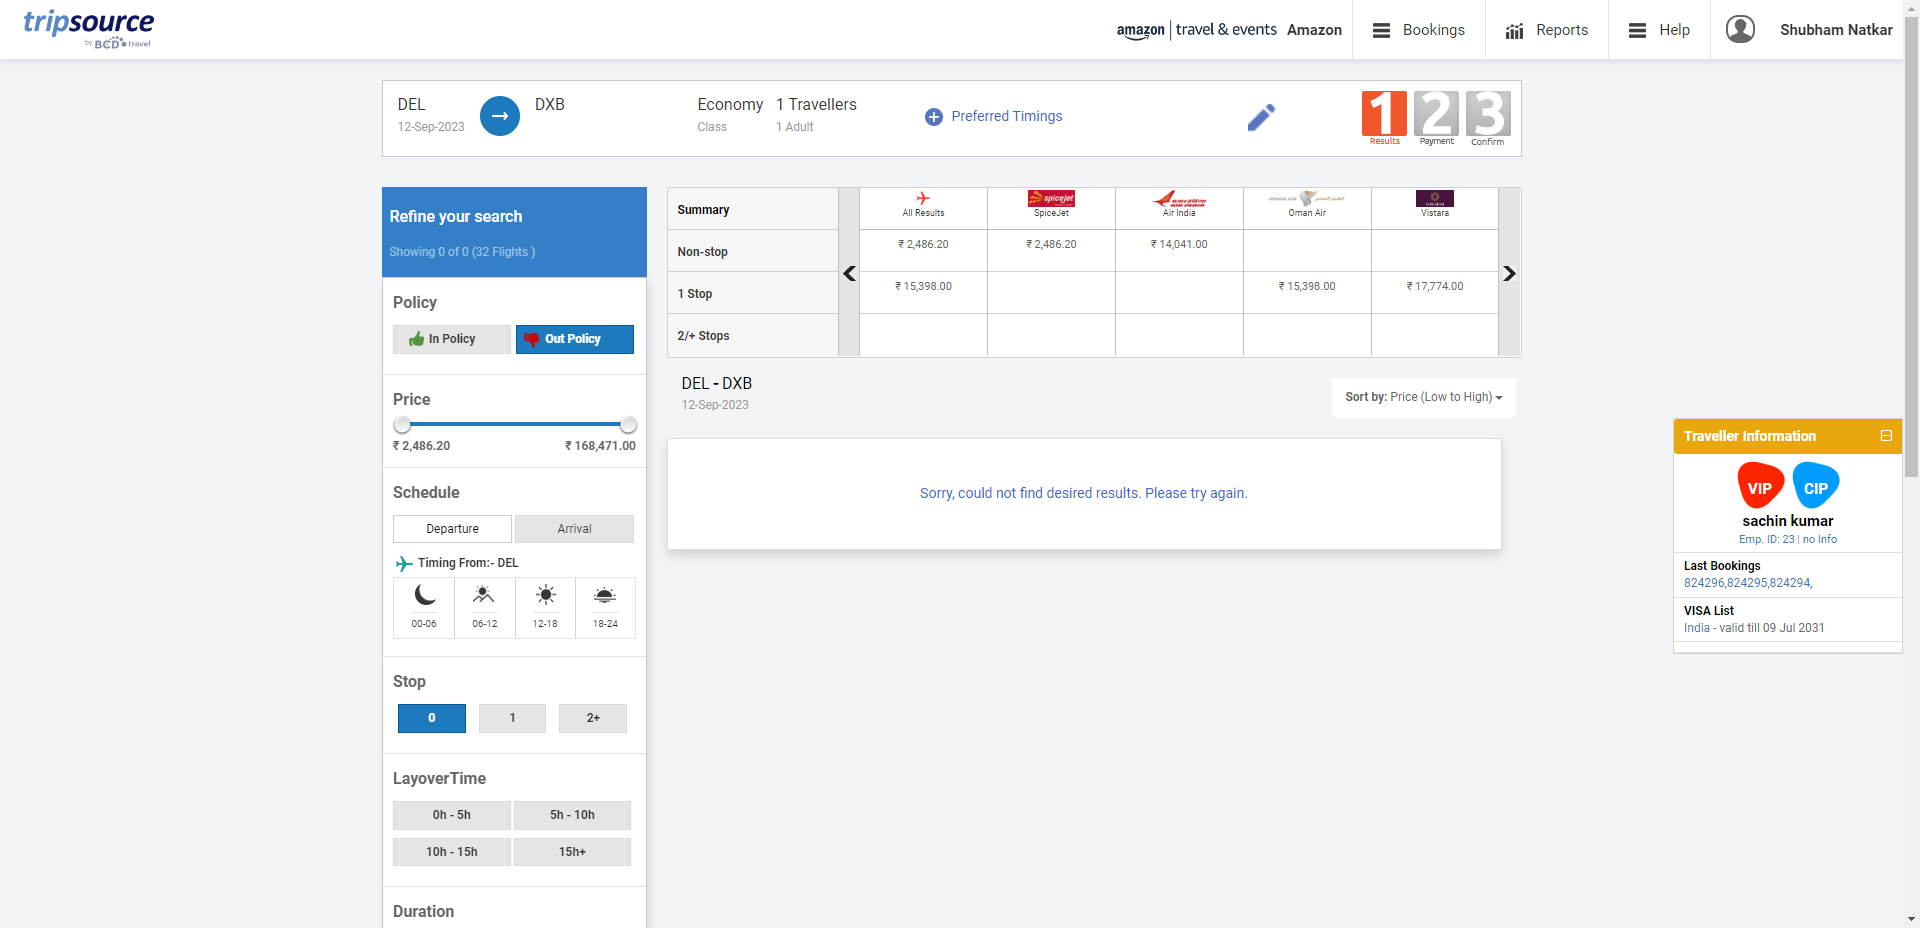 tripsource
by BCD travel
amazon | travel & events Amazon
Bookings
Reports
Help
Shubham Natkar
DEL
12-Sep-2023
DXB
Economy
Class
1 Travellers
1 Adult
Preferred Timings
1 2 3
Results Payment Confirm
Refine your search
Showing 0 of 0 (32 Flights )
Policy
In Policy Out Policy
Price
₹ 2,486.20 ₹ 168,471.00
Schedule
Departure Arrival
Timing From:- DEL
00-06 06-12 12-18 18-24
Stop
0 1 2+
LayoverTime
0h - 5h 5h - 10h
10h - 15h 15h+
Duration
Summary All Results SpiceJet Air India Oman Air Vistara
Non-stop ₹ 2,486.20 ₹ 2,486.20 ₹ 14,041.00
1 Stop ₹ 15,398.00 ₹ 15,398.00 ₹ 17,774.00
2/+ Stops
DEL - DXB
12-Sep-2023
Sort by: Price (Low to High)
Sorry, could not find desired results. Please try again.
Traveller Information
VIP CIP
sachin kumar
Emp. ID: 23 | no Info
Last Bookings
824296,824295,824294,
VISA List
India - valid till 09 Jul 2031